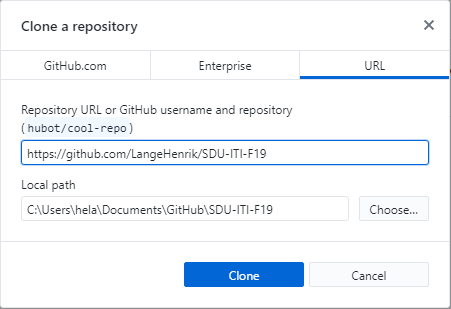 Clone a repository
GitHub.com
Enterprise
URL
Repository URL or GitHub username and repository
(hubot/cool-repo)
https://github.com/LangeHenrik/SDU-ITI-F19
Local path
C:\Users\hela\Documents\GitHub\SDU-ITI-F19
Choose...
Clone
Cancel